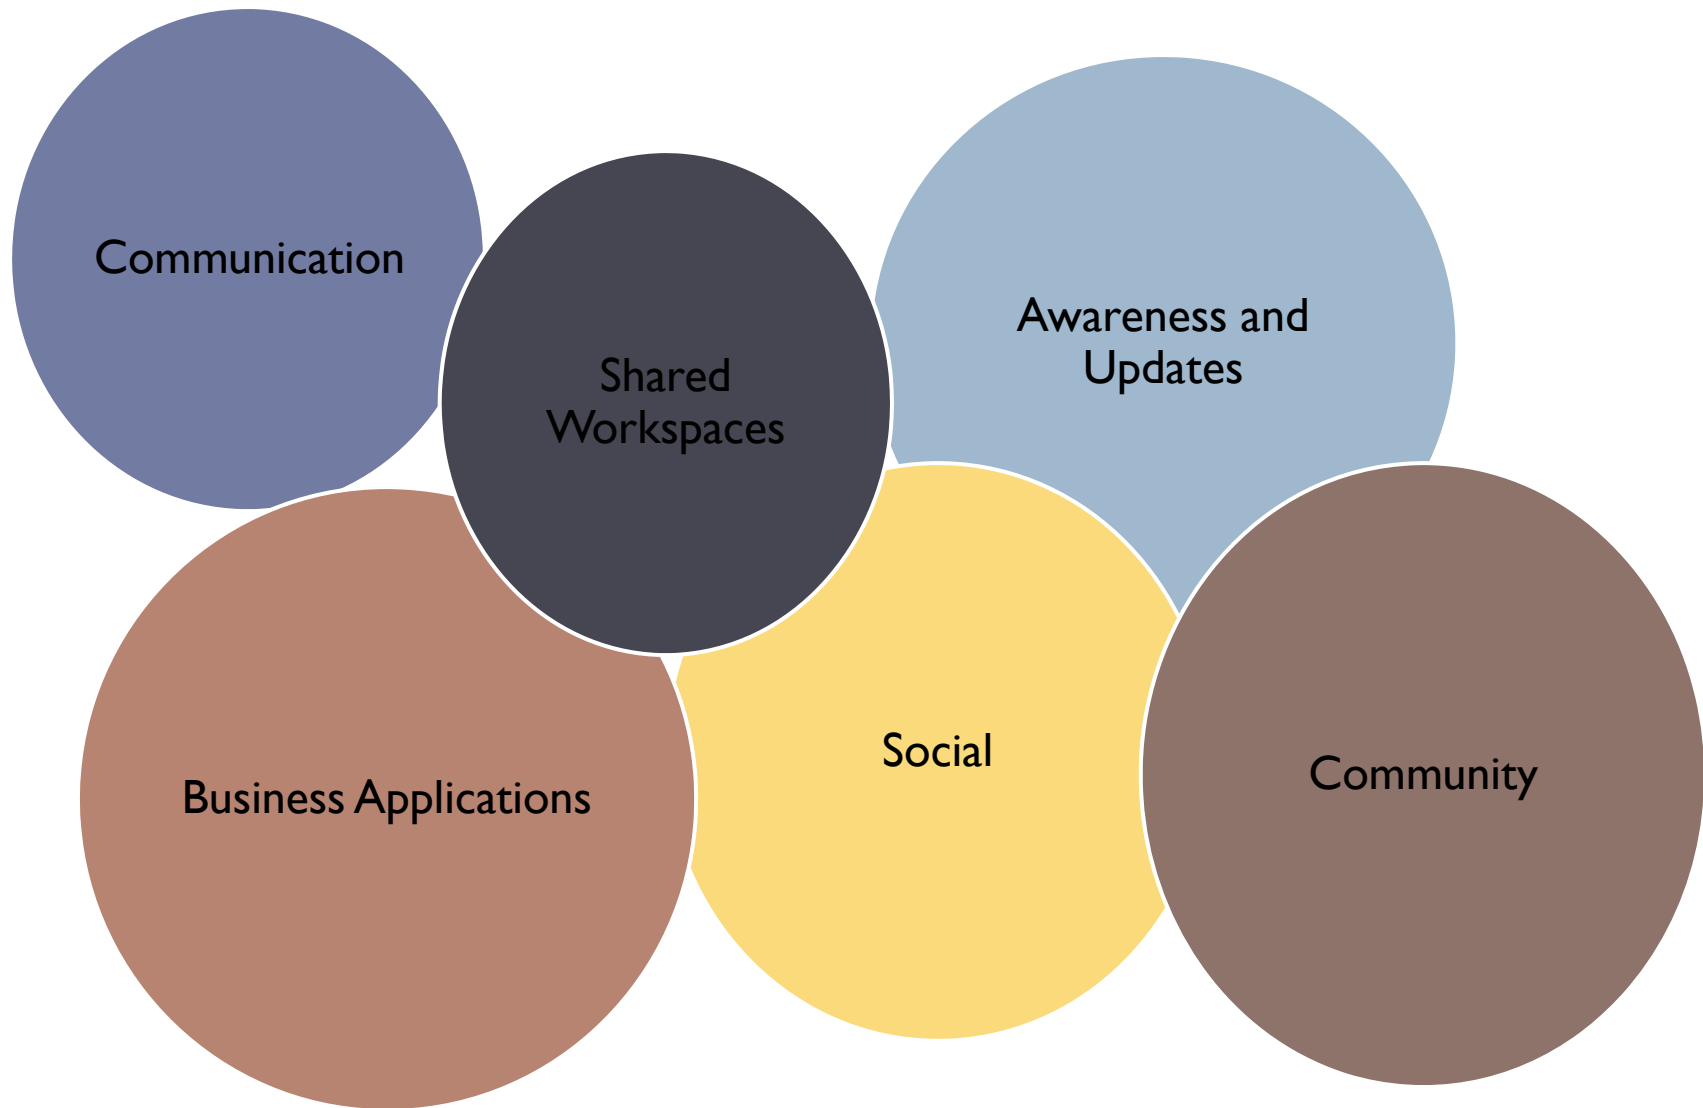 Communication
Shared
Workspaces
Awareness and
Updates
Business Applications
Social
Community